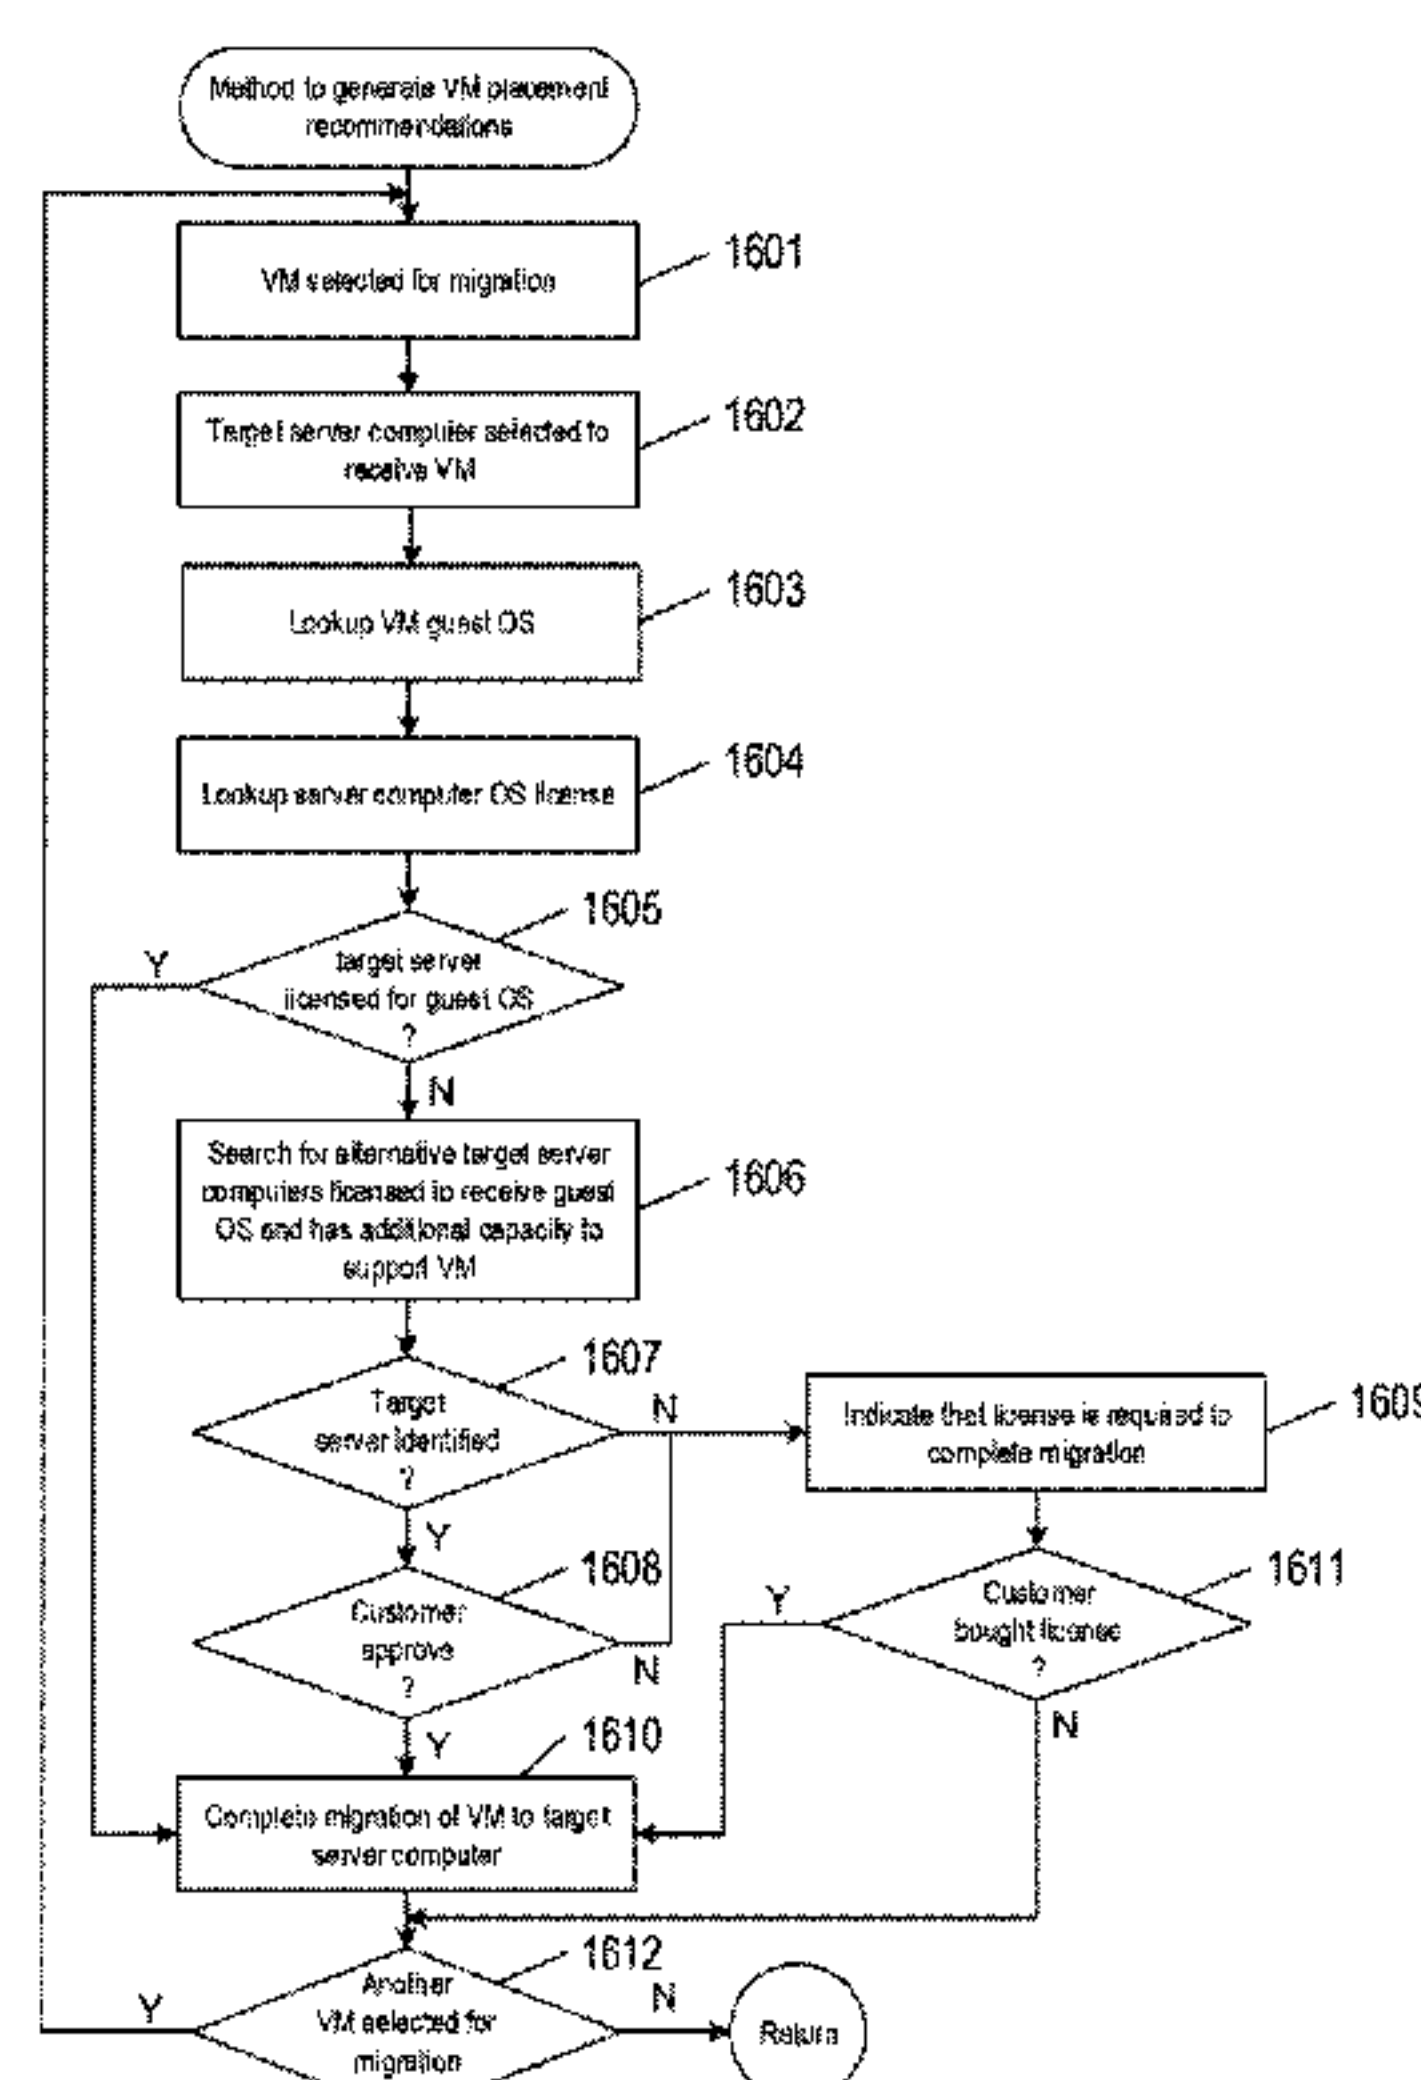 Method to generate VM placement
recommendations
VM selected for migration
1601
Target server computer selected to
receive VM
1602
Lookup VM guest OS
1603
Lookup server computer OS license
1604
target server
licensed for guest OS
?
1605
Y
N
Search for alternative target server
computers licensed to receive guest
OS and has additional capacity to
support VM
1606
Target
server identified
?
1607
N
Y
Indicate that license is required to
complete migration
1609
Customer
approve
?
1608
N
Y
Customer
bought license
?
1611
Y
N
Complete migration of VM to target
server computer
1610
Another
VM selected for
migration
1612
Y
N
Return